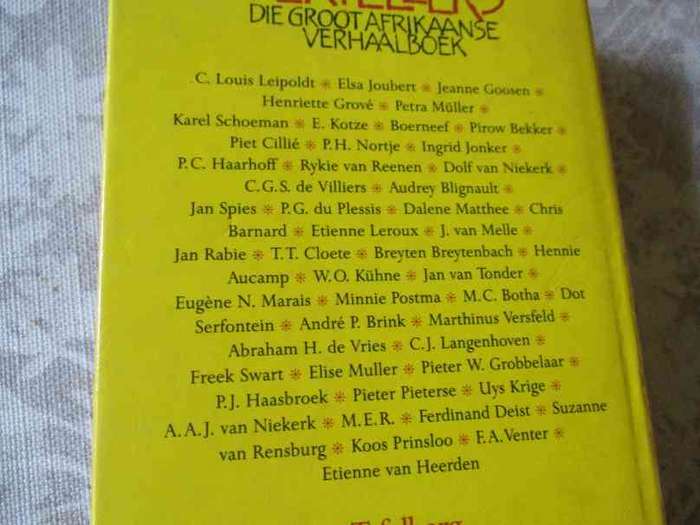 DIE GROOT AFRIKAANSE
VERHAALBOEK
C. Louis Leipoldt ✳ Elsa Joubert ✳ Jeanne Goosen ✳
Henriette Grové ✳ Petra Müller ✳
Karel Schoeman ✳ E. Kotze ✳ Boerneef ✳ Pirow Bekker ✳
Piet Cillié ✳ P.H. Nortje ✳ Ingrid Jonker ✳
P.C. Haarhoff ✳ Rykie van Reenen ✳ Dolf van Niekerk ✳
C.G.S. de Villiers ✳ Audrey Blignault ✳
Jan Spies ✳ P.G. du Plessis ✳ Dalene Matthee ✳ Chris
Barnard ✳ Etienne Leroux ✳ J. van Melle ✳
Jan Rabie ✳ T.T. Cloete ✳ Breyten Breytenbach ✳ Hennie
Aucamp ✳ W.O. Kühne ✳ Jan van Tonder ✳
Eugène N. Marais ✳ Minnie Postma ✳ M.C. Botha ✳ Dot
Serfontein ✳ André P. Brink ✳ Marthinus Versfeld ✳
Abraham H. de Vries ✳ C.J. Langenhoven ✳
Freek Swart ✳ Elise Muller ✳ Pieter W. Grobbelaar ✳
P.J. Haasbroek ✳ Pieter Pieterse ✳ Uys Krige ✳
A.A.J. van Niekerk ✳ M.E.R. ✳ Ferdinand Deist ✳ Suzanne
van Rensburg ✳ Koos Prinsloo ✳ F.A. Venter ✳
Etienne van Heerden
Tafelberg